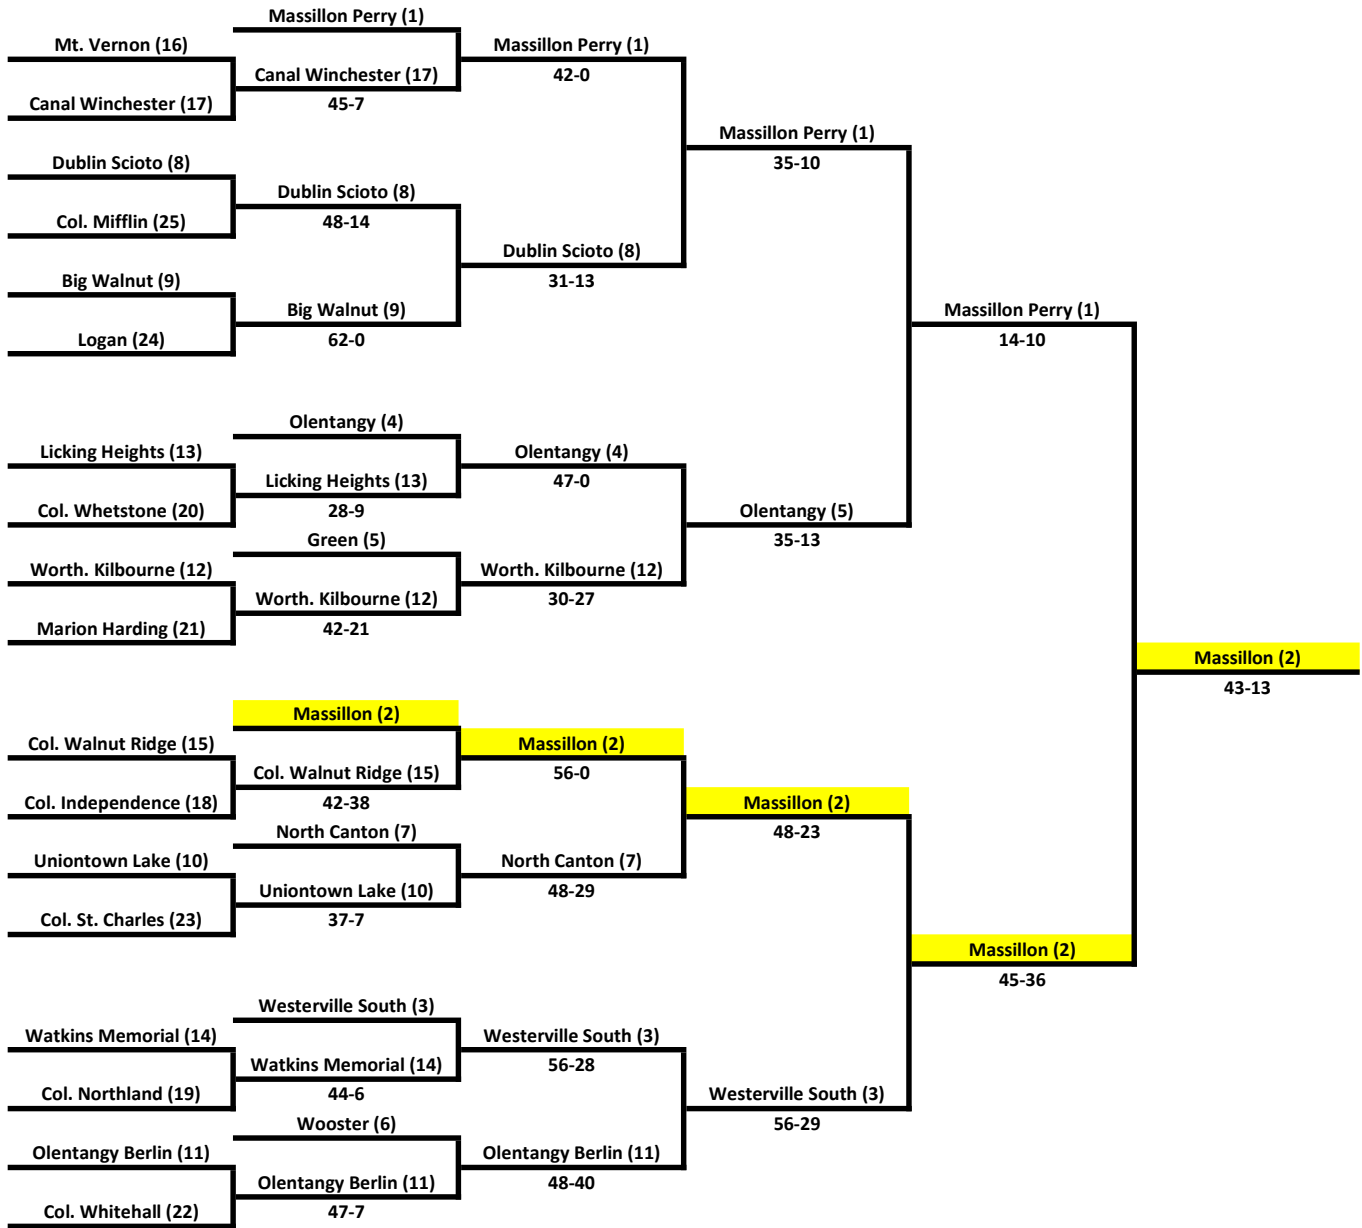 Massillon Perry (1)
Mt. Vernon (16)
Massillon Perry (1)
Canal Winchester (17)
42-0
Canal Winchester (17)
45-7
Massillon Perry (1)
Dublin Scioto (8)
35-10
Dublin Scioto (8)
Col. Mifflin (25)
48-14
Dublin Scioto (8)
Big Walnut (9)
31-13
Big Walnut (9)
Massillon Perry (1)
Logan (24)
62-0
14-10
Olentangy (4)
Licking Heights (13)
Olentangy (4)
Licking Heights (13)
47-0
Col. Whetstone (20)
28-9
Olentangy (5)
Green (5)
35-13
Worth. Kilbourne (12)
Worth. Kilbourne (12)
Worth. Kilbourne (12)
30-27
Marion Harding (21)
42-21
Massillon (2)
43-13
Massillon (2)
Col. Walnut Ridge (15)
Massillon (2)
Col. Walnut Ridge (15)
56-0
Col. Independence (18)
42-38
Massillon (2)
North Canton (7)
48-23
Uniontown Lake (10)
North Canton (7)
Uniontown Lake (10)
48-29
Col. St. Charles (23)
37-7
Massillon (2)
45-36
Westerville South (3)
Watkins Memorial (14)
Westerville South (3)
Watkins Memorial (14)
56-28
Col. Northland (19)
44-6
Westerville South (3)
Wooster (6)
56-29
Olentangy Berlin (11)
Olentangy Berlin (11)
Olentangy Berlin (11)
48-40
Col. Whitehall (22)
47-7